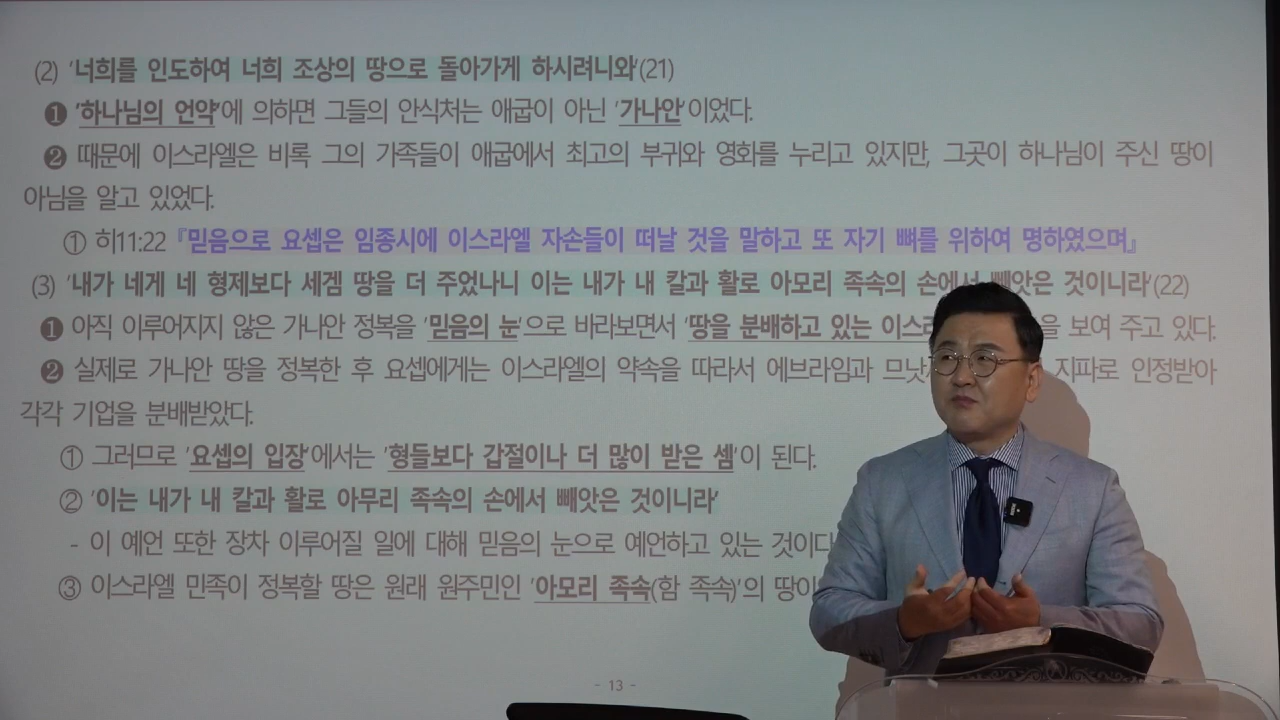 (2) '너희를 인도하여 너희 조상의 땅으로 돌아가게 하시려니와'(21)
❶ '하나님의 언약'에 의하면 그들의 안식처는 애굽이 아닌 '가나안'이었다.
❷ 때문에 이스라엘은 비록 그의 가족들이 애굽에서 최고의 부귀와 영화를 누리고 있지만, 그곳이 하나님이 주신 땅이
아님을 알고 있었다.
① 히11:22 『믿음으로 요셉은 임종시에 이스라엘 자손들이 떠날 것을 말하고 또 자기 뼈를 위하여 명하였으며』
(3) '내가 네게 네 형제보다 세겜 땅을 더 주었나니 이는 내가 내 칼과 활로 아모리 족속의 손에서 빼앗은 것이니라'(22)
❶ 아직 이루어지지 않은 가나안 정복을 '믿음의 눈'으로 바라보면서 '땅을 분배하고 있는 이스 을 보여 주고 있다.
❷ 실제로 가나안 땅을 정복한 후 요셉에게는 이스라엘의 약속을 따라서 에브라임과 므낫 지파로 인정받아
각각 기업을 분배받았다.
① 그러므로 '요셉의 입장'에서는 '형들보다 갑절이나 더 많이 받은 셈'이 된다.
② '이는 내가 내 칼과 활로 아무리 족속의 손에서 빼앗은 것이니라'
- 이 예언 또한 장차 이루어질 일에 대해 믿음의 눈으로 예언하고 있는 것이다
③ 이스라엘 민족이 정복할 땅은 원래 원주민인 '아모리 족속(함 족속)'의 땅이
- 13 -